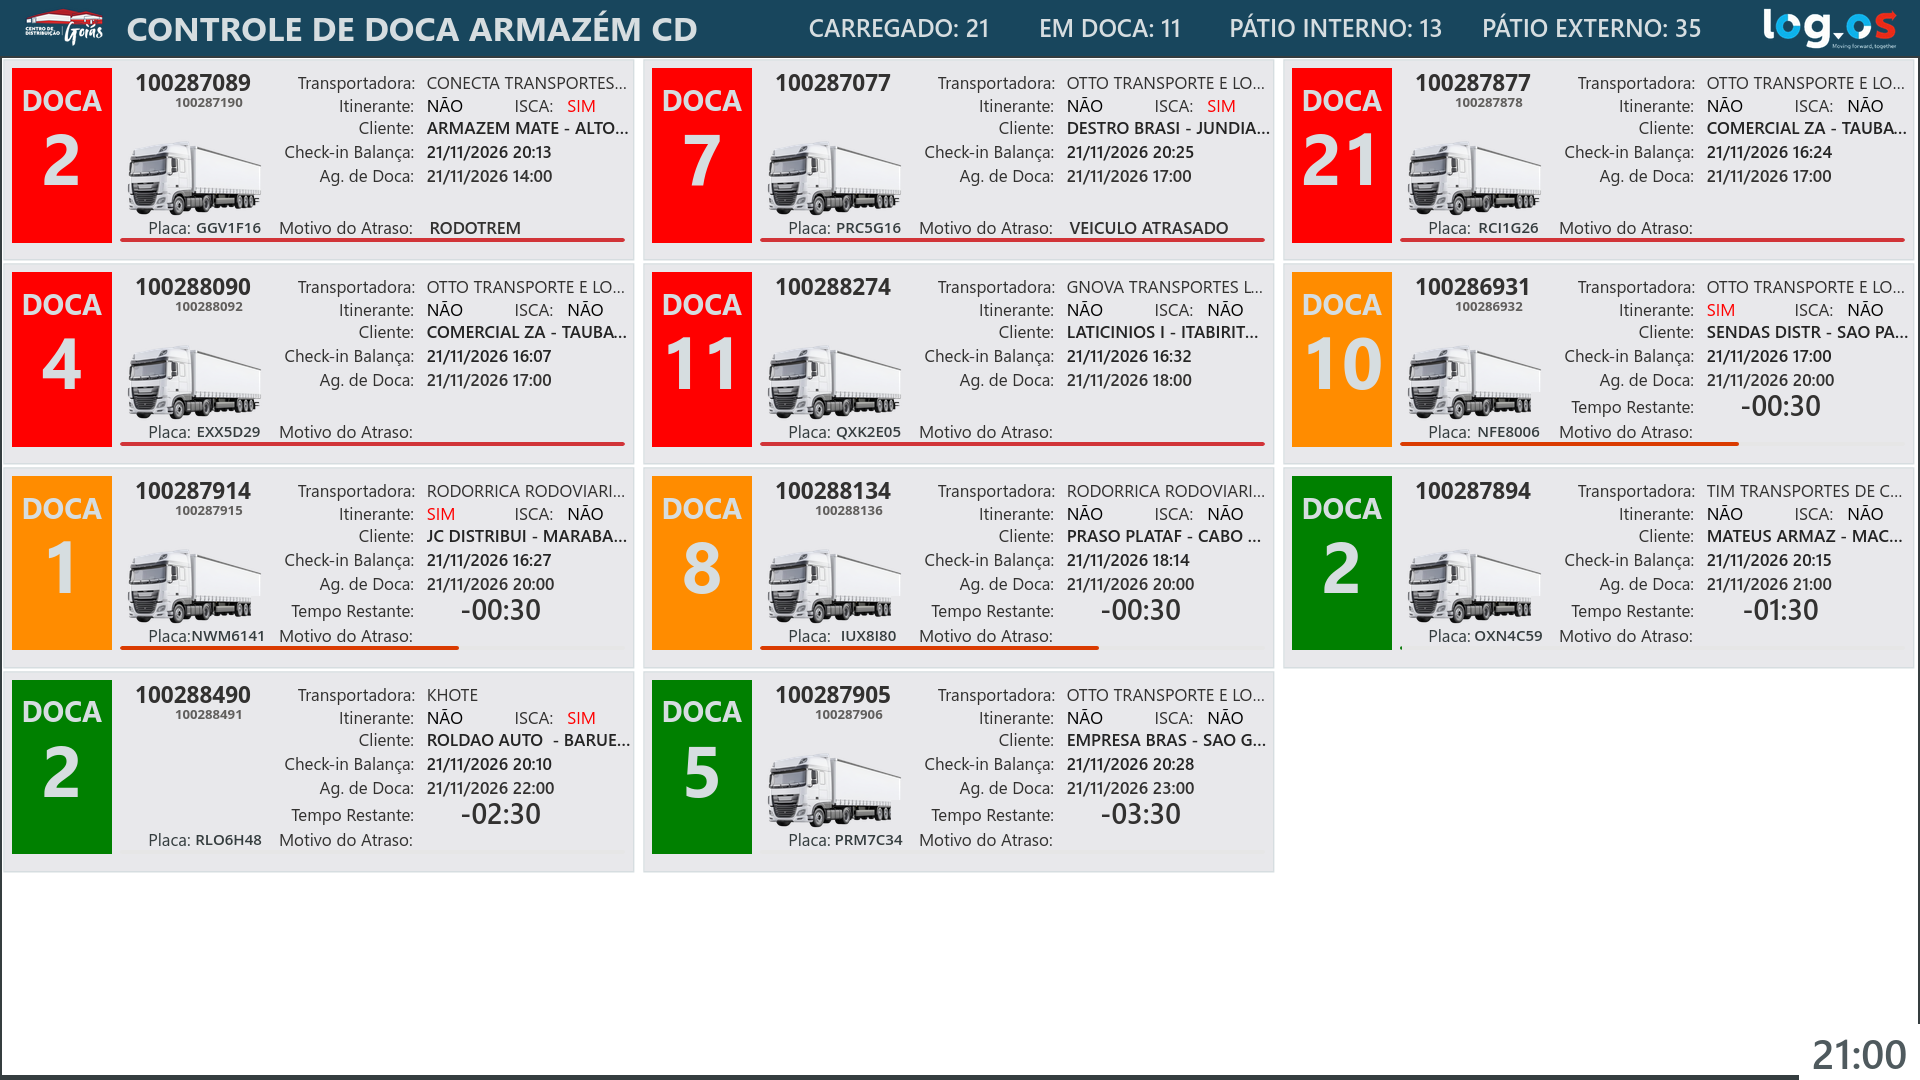 CENTRO DE DISTRIBUIÇÃO Goiás
CONTROLE DE DOCA ARMAZÉM CD
CARREGADO: 21
EM DOCA: 11
PÁTIO INTERNO: 13
PÁTIO EXTERNO: 35
log.os
Moving forward, together
DOCA
2
100287089
100287190
Transportadora: CONECTA TRANSPORTES...
Itinerante: NÃO ISCA: SIM
Cliente: ARMAZEM MATE - ALTO...
Check-in Balança: 21/11/2026 20:13
Ag. de Doca: 21/11/2026 14:00
Placa: GGV1F16 Motivo do Atraso: RODOTREM
DOCA
7
100287077
Transportadora: OTTO TRANSPORTE E LO...
Itinerante: NÃO ISCA: SIM
Cliente: DESTRO BRASI - JUNDIA...
Check-in Balança: 21/11/2026 20:25
Ag. de Doca: 21/11/2026 17:00
Placa: PRC5G16 Motivo do Atraso: VEICULO ATRASADO
DOCA
21
100287877
100287878
Transportadora: OTTO TRANSPORTE E LO...
Itinerante: NÃO ISCA: NÃO
Cliente: COMERCIAL ZA - TAUBA...
Check-in Balança: 21/11/2026 16:24
Ag. de Doca: 21/11/2026 17:00
Placa: RCI1G26 Motivo do Atraso:
DOCA
4
100288090
100288092
Transportadora: OTTO TRANSPORTE E LO...
Itinerante: NÃO ISCA: NÃO
Cliente: COMERCIAL ZA - TAUBA...
Check-in Balança: 21/11/2026 16:07
Ag. de Doca: 21/11/2026 17:00
Placa: EXX5D29 Motivo do Atraso:
DOCA
11
100288274
Transportadora: GNOVA TRANSPORTES L...
Itinerante: NÃO ISCA: NÃO
Cliente: LATICINIOS I - ITABIRIT...
Check-in Balança: 21/11/2026 16:32
Ag. de Doca: 21/11/2026 18:00
Placa: QXK2E05 Motivo do Atraso:
DOCA
10
100286931
100286932
Transportadora: OTTO TRANSPORTE E LO...
Itinerante: SIM ISCA: NÃO
Cliente: SENDAS DISTR - SAO PA...
Check-in Balança: 21/11/2026 17:00
Ag. de Doca: 21/11/2026 20:00
Tempo Restante: -00:30
Placa: NFE8006 Motivo do Atraso:
DOCA
1
100287914
100287915
Transportadora: RODORRICA RODOVIARI...
Itinerante: SIM ISCA: NÃO
Cliente: JC DISTRIBUI - MARABA...
Check-in Balança: 21/11/2026 16:27
Ag. de Doca: 21/11/2026 20:00
Tempo Restante: -00:30
Placa: NWM6141 Motivo do Atraso:
DOCA
8
100288134
100288136
Transportadora: RODORRICA RODOVIARI...
Itinerante: NÃO ISCA: NÃO
Cliente: PRASO PLATAF - CABO ...
Check-in Balança: 21/11/2026 18:14
Ag. de Doca: 21/11/2026 20:00
Tempo Restante: -00:30
Placa: IUX8I80 Motivo do Atraso:
DOCA
2
100287894
Transportadora: TIM TRANSPORTES DE C...
Itinerante: NÃO ISCA: NÃO
Cliente: MATEUS ARMAZ - MAC...
Check-in Balança: 21/11/2026 20:15
Ag. de Doca: 21/11/2026 21:00
Tempo Restante: -01:30
Placa: OXN4C59 Motivo do Atraso:
DOCA
2
100288490
100288491
Transportadora: KHOTE
Itinerante: NÃO ISCA: SIM
Cliente: ROLDAO AUTO - BARUE...
Check-in Balança: 21/11/2026 20:10
Ag. de Doca: 21/11/2026 22:00
Tempo Restante: -02:30
Placa: RLO6H48 Motivo do Atraso:
DOCA
5
100287905
100287906
Transportadora: OTTO TRANSPORTE E LO...
Itinerante: NÃO ISCA: NÃO
Cliente: EMPRESA BRAS - SAO G...
Check-in Balança: 21/11/2026 20:28
Ag. de Doca: 21/11/2026 23:00
Tempo Restante: -03:30
Placa: PRM7C34 Motivo do Atraso:
21:00